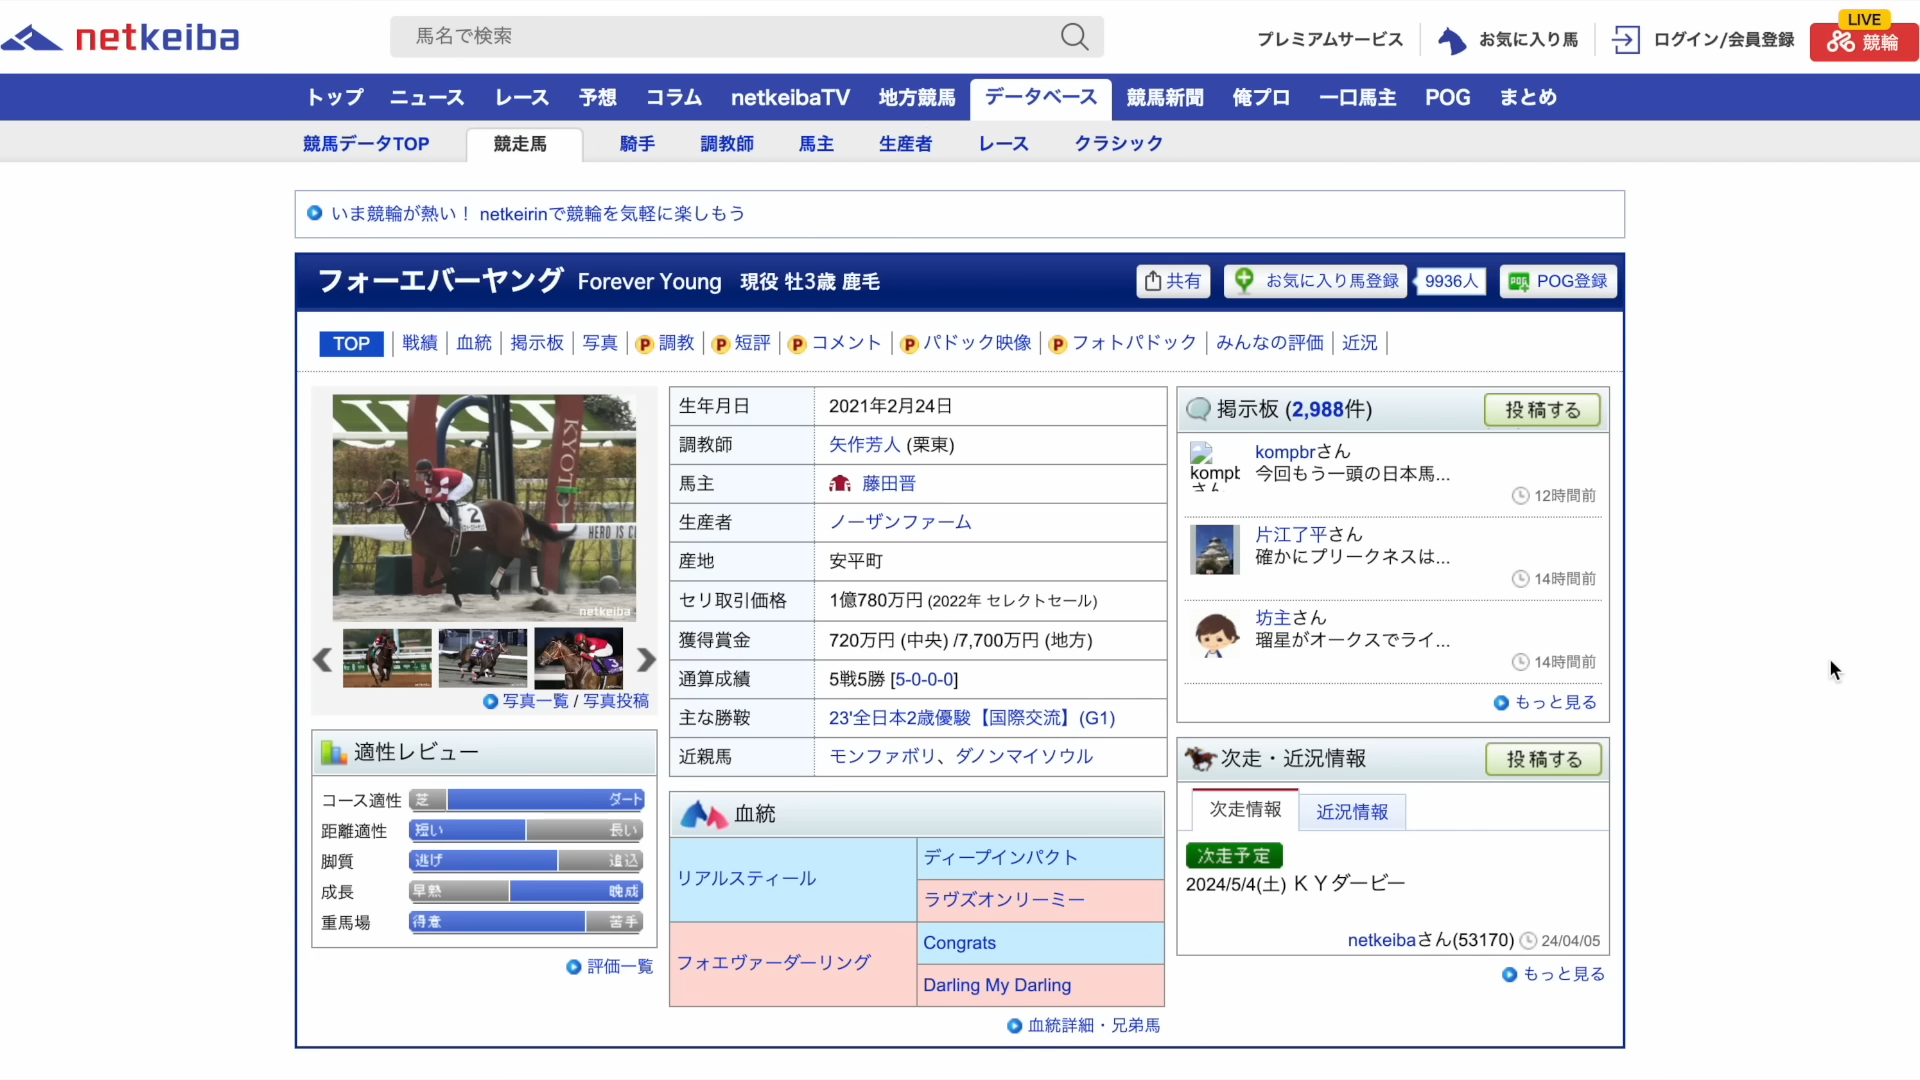 netkeiba
馬名で検索
プレミアムサービス
お気に入り馬
ログイン/会員登録
LIVE
競輪
トップ ニュース レース 予想 コラム netkeibaTV 地方競馬 データベース 競馬新聞 俺プロ 一口馬主 POG まとめ
競馬データTOP 競走馬 騎手 調教師 馬主 生産者 レース クラシック
いま競輪が熱い！ netkeirinで競輪を気軽に楽しもう
フォーエバーヤング Forever Young 現役 牡3歳 鹿毛
共有
お気に入り馬登録
9936人
POG登録
TOP 戦績 血統 掲示板 写真 P 調教 P 短評 P コメント P パドック映像 P フォトパドック みんなの評価 近況
KYOTO
2
netkeiba
写真一覧 / 写真投稿
適性レビュー
コース適性 芝 ダート
距離適性 短い 長い
脚質 逃げ 追込
成長 早熟 晩成
重馬場 得意 苦手
評価一覧
生年月日 2021年2月24日
調教師 矢作芳人 (栗東)
馬主 藤田晋
生産者 ノーザンファーム
産地 安平町
セリ取引価格 1億780万円 (2022年 セレクトセール)
獲得賞金 720万円 (中央) /7,700万円 (地方)
通算成績 5戦5勝 [5-0-0-0]
主な勝鞍 23'全日本2歳優駿【国際交流】(G1)
近親馬 モンファボリ、ダノンマイソウル
血統
リアルスティール
ディープインパクト
ラヴズオンリーミー
フォエヴァーダーリング
Congrats
Darling My Darling
血統詳細・兄弟馬
掲示板 (2,988件)
投稿する
kompbrさん
今回もう一頭の日本馬...
12時間前
片江了平さん
確かにプリークネスは...
14時間前
坊主さん
瑠星がオークスでライ...
14時間前
もっと見る
次走・近況情報
投稿する
次走情報 近況情報
次走予定
2024/5/4(土) ＫＹダービー
netkeibaさん(53170) 24/04/05
もっと見る